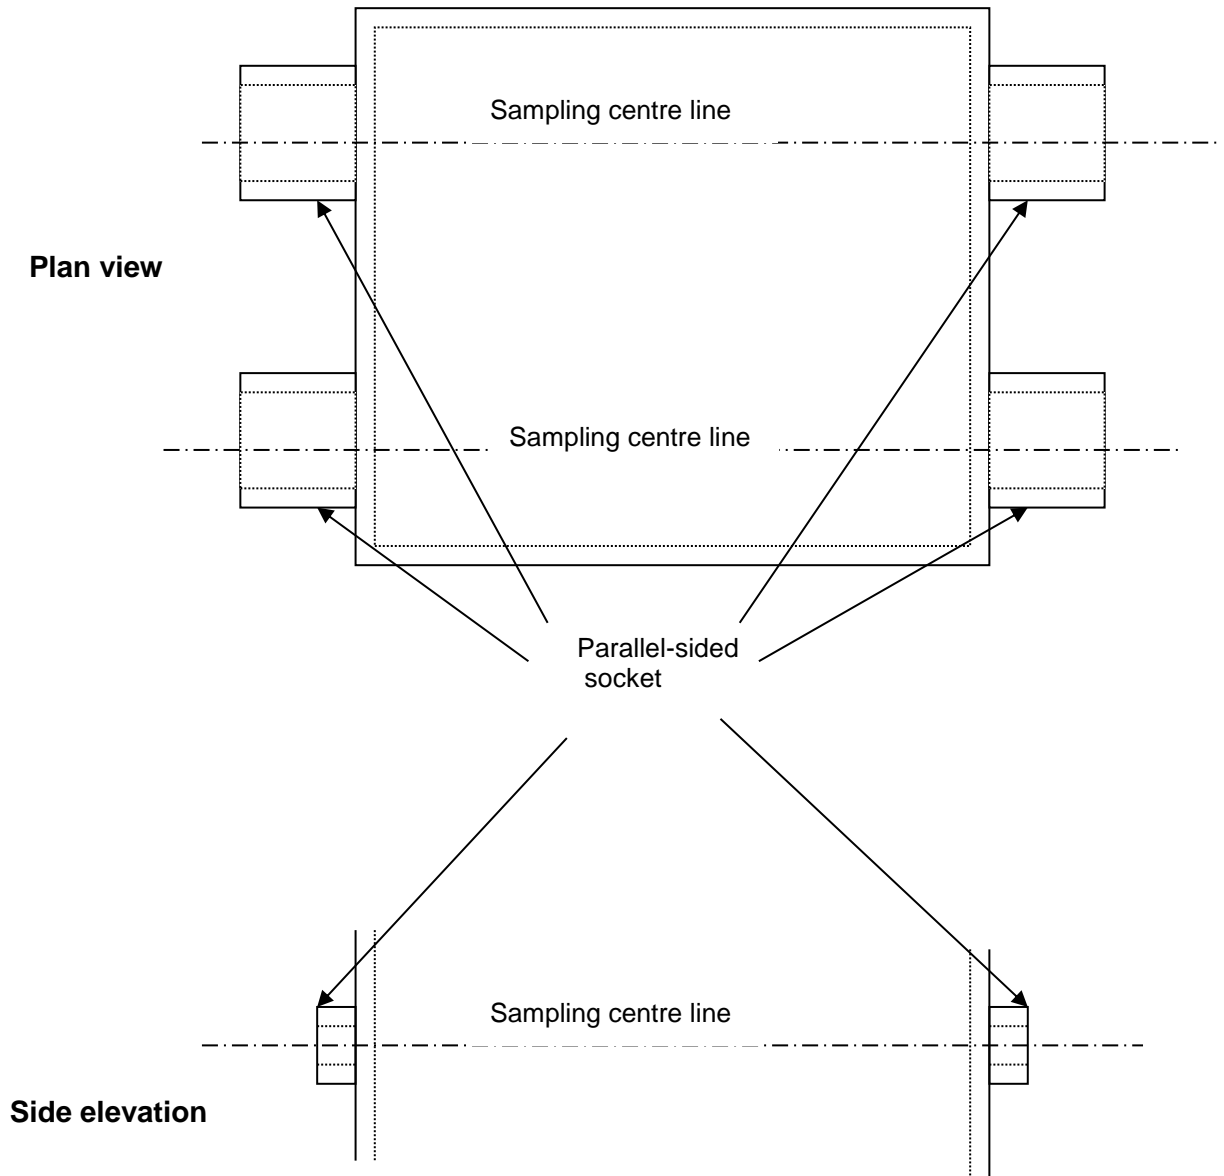 Sampling centre line
Plan view
Sampling centre line
Parallel-sided
socket
Sampling centre line
Side elevation